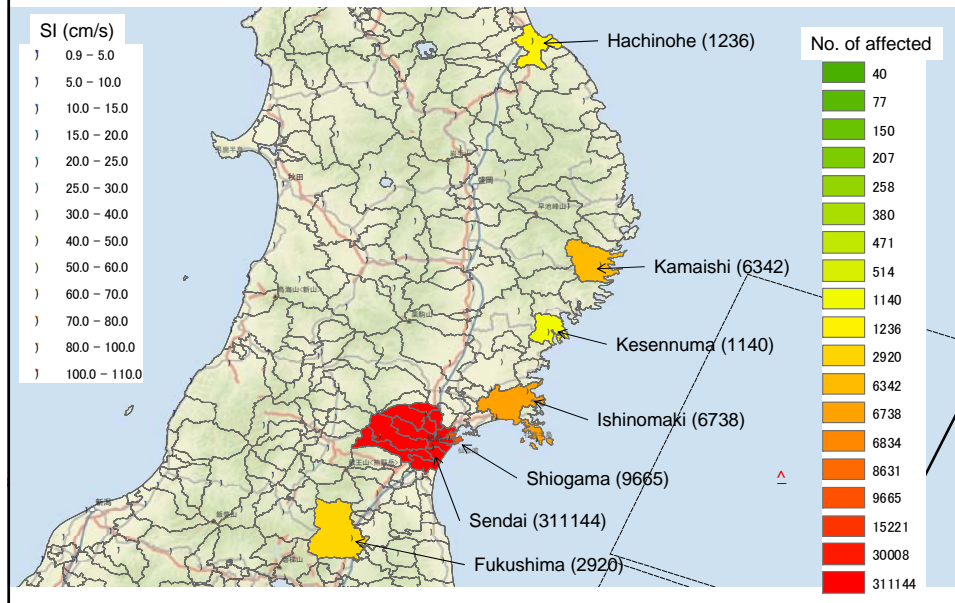 SI (cm/s)
0.9 – 5.0
5.0 – 10.0
10.0 – 15.0
15.0 – 20.0
20.0 – 25.0
25.0 – 30.0
30.0 – 40.0
40.0 – 50.0
50.0 – 60.0
60.0 – 70.0
70.0 – 80.0
80.0 – 100.0
100.0 – 110.0
Hachinohe (1236)
秋田
盛岡
Kamaishi (6342)
Kesennuma (1140)
Ishinomaki (6738)
Shiogama (9665)
Sendai (311144)
新潟
Fukushima (2920)
No. of affected
40
77
150
207
258
380
471
514
1140
1236
2920
6342
6738
6834
8631
9665
15221
30008
311144